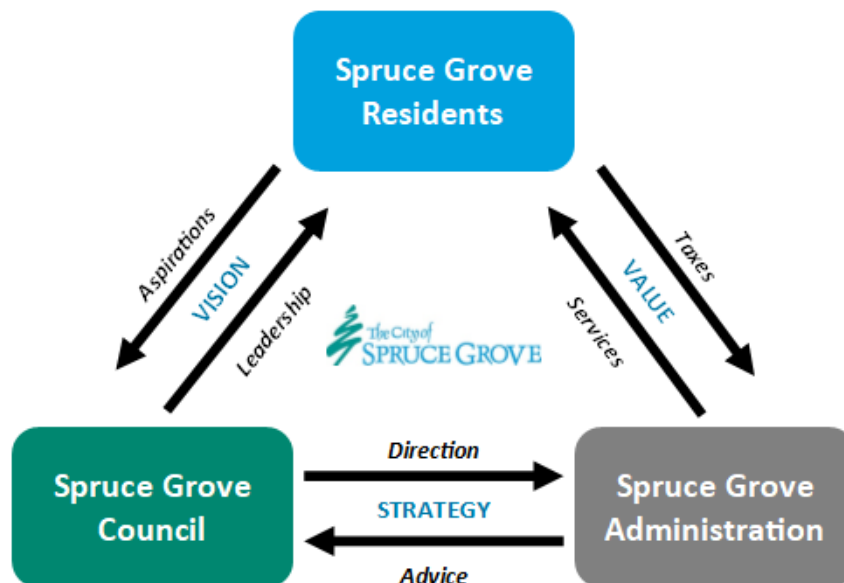 Spruce Grove
Residents
Aspirations
VISION
Leadership
Taxes
VALUE
Services
The City of
SPRUCE GROVE
Spruce Grove
Council
Direction
STRATEGY
Advice
Spruce Grove
Administration